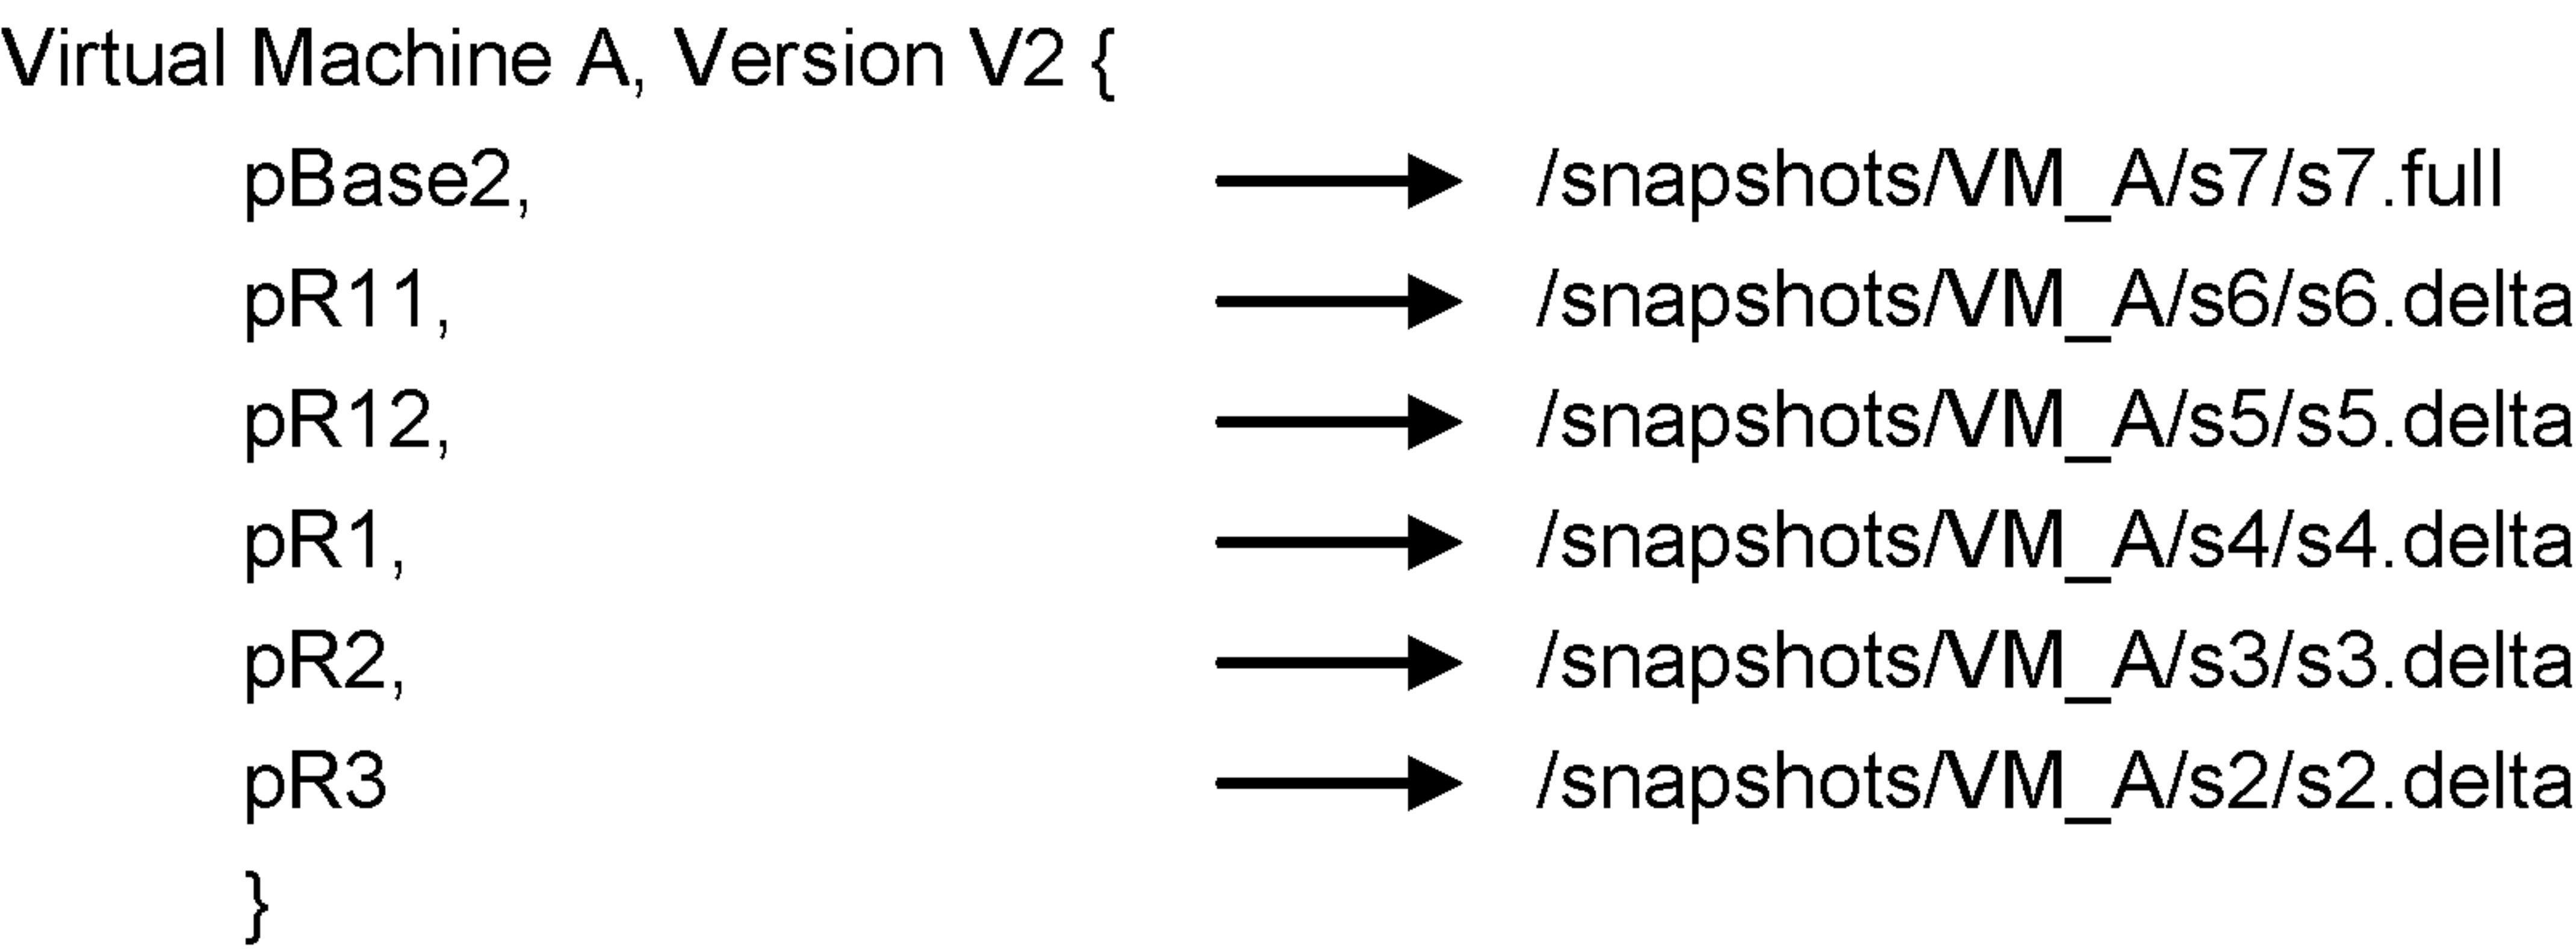 Virtual Machine A, Version V2 {
pBase2, /snapshots/VM_A/s7/s7.full
pR11, /snapshots/VM_A/s6/s6.delta
pR12, /snapshots/VM_A/s5/s5.delta
pR1, /snapshots/VM_A/s4/s4.delta
pR2, /snapshots/VM_A/s3/s3.delta
pR3 /snapshots/VM_A/s2/s2.delta
}